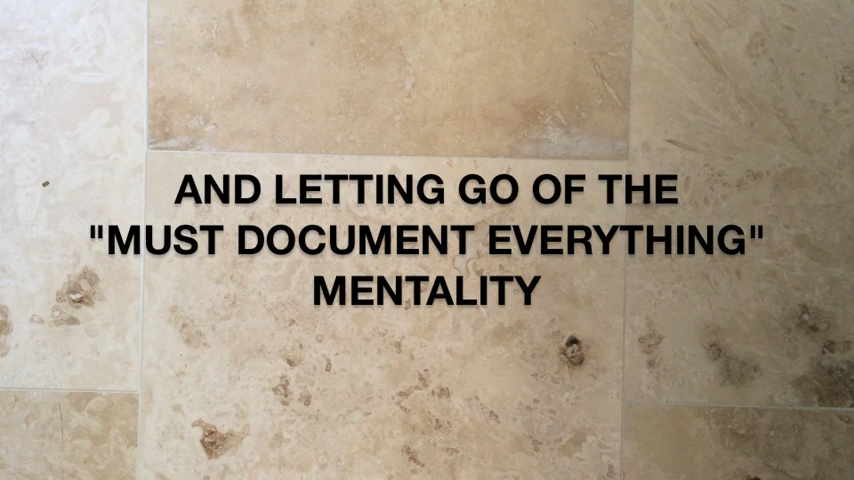 AND LETTING GO OF THE
"MUST DOCUMENT EVERYTHING"
MENTALITY